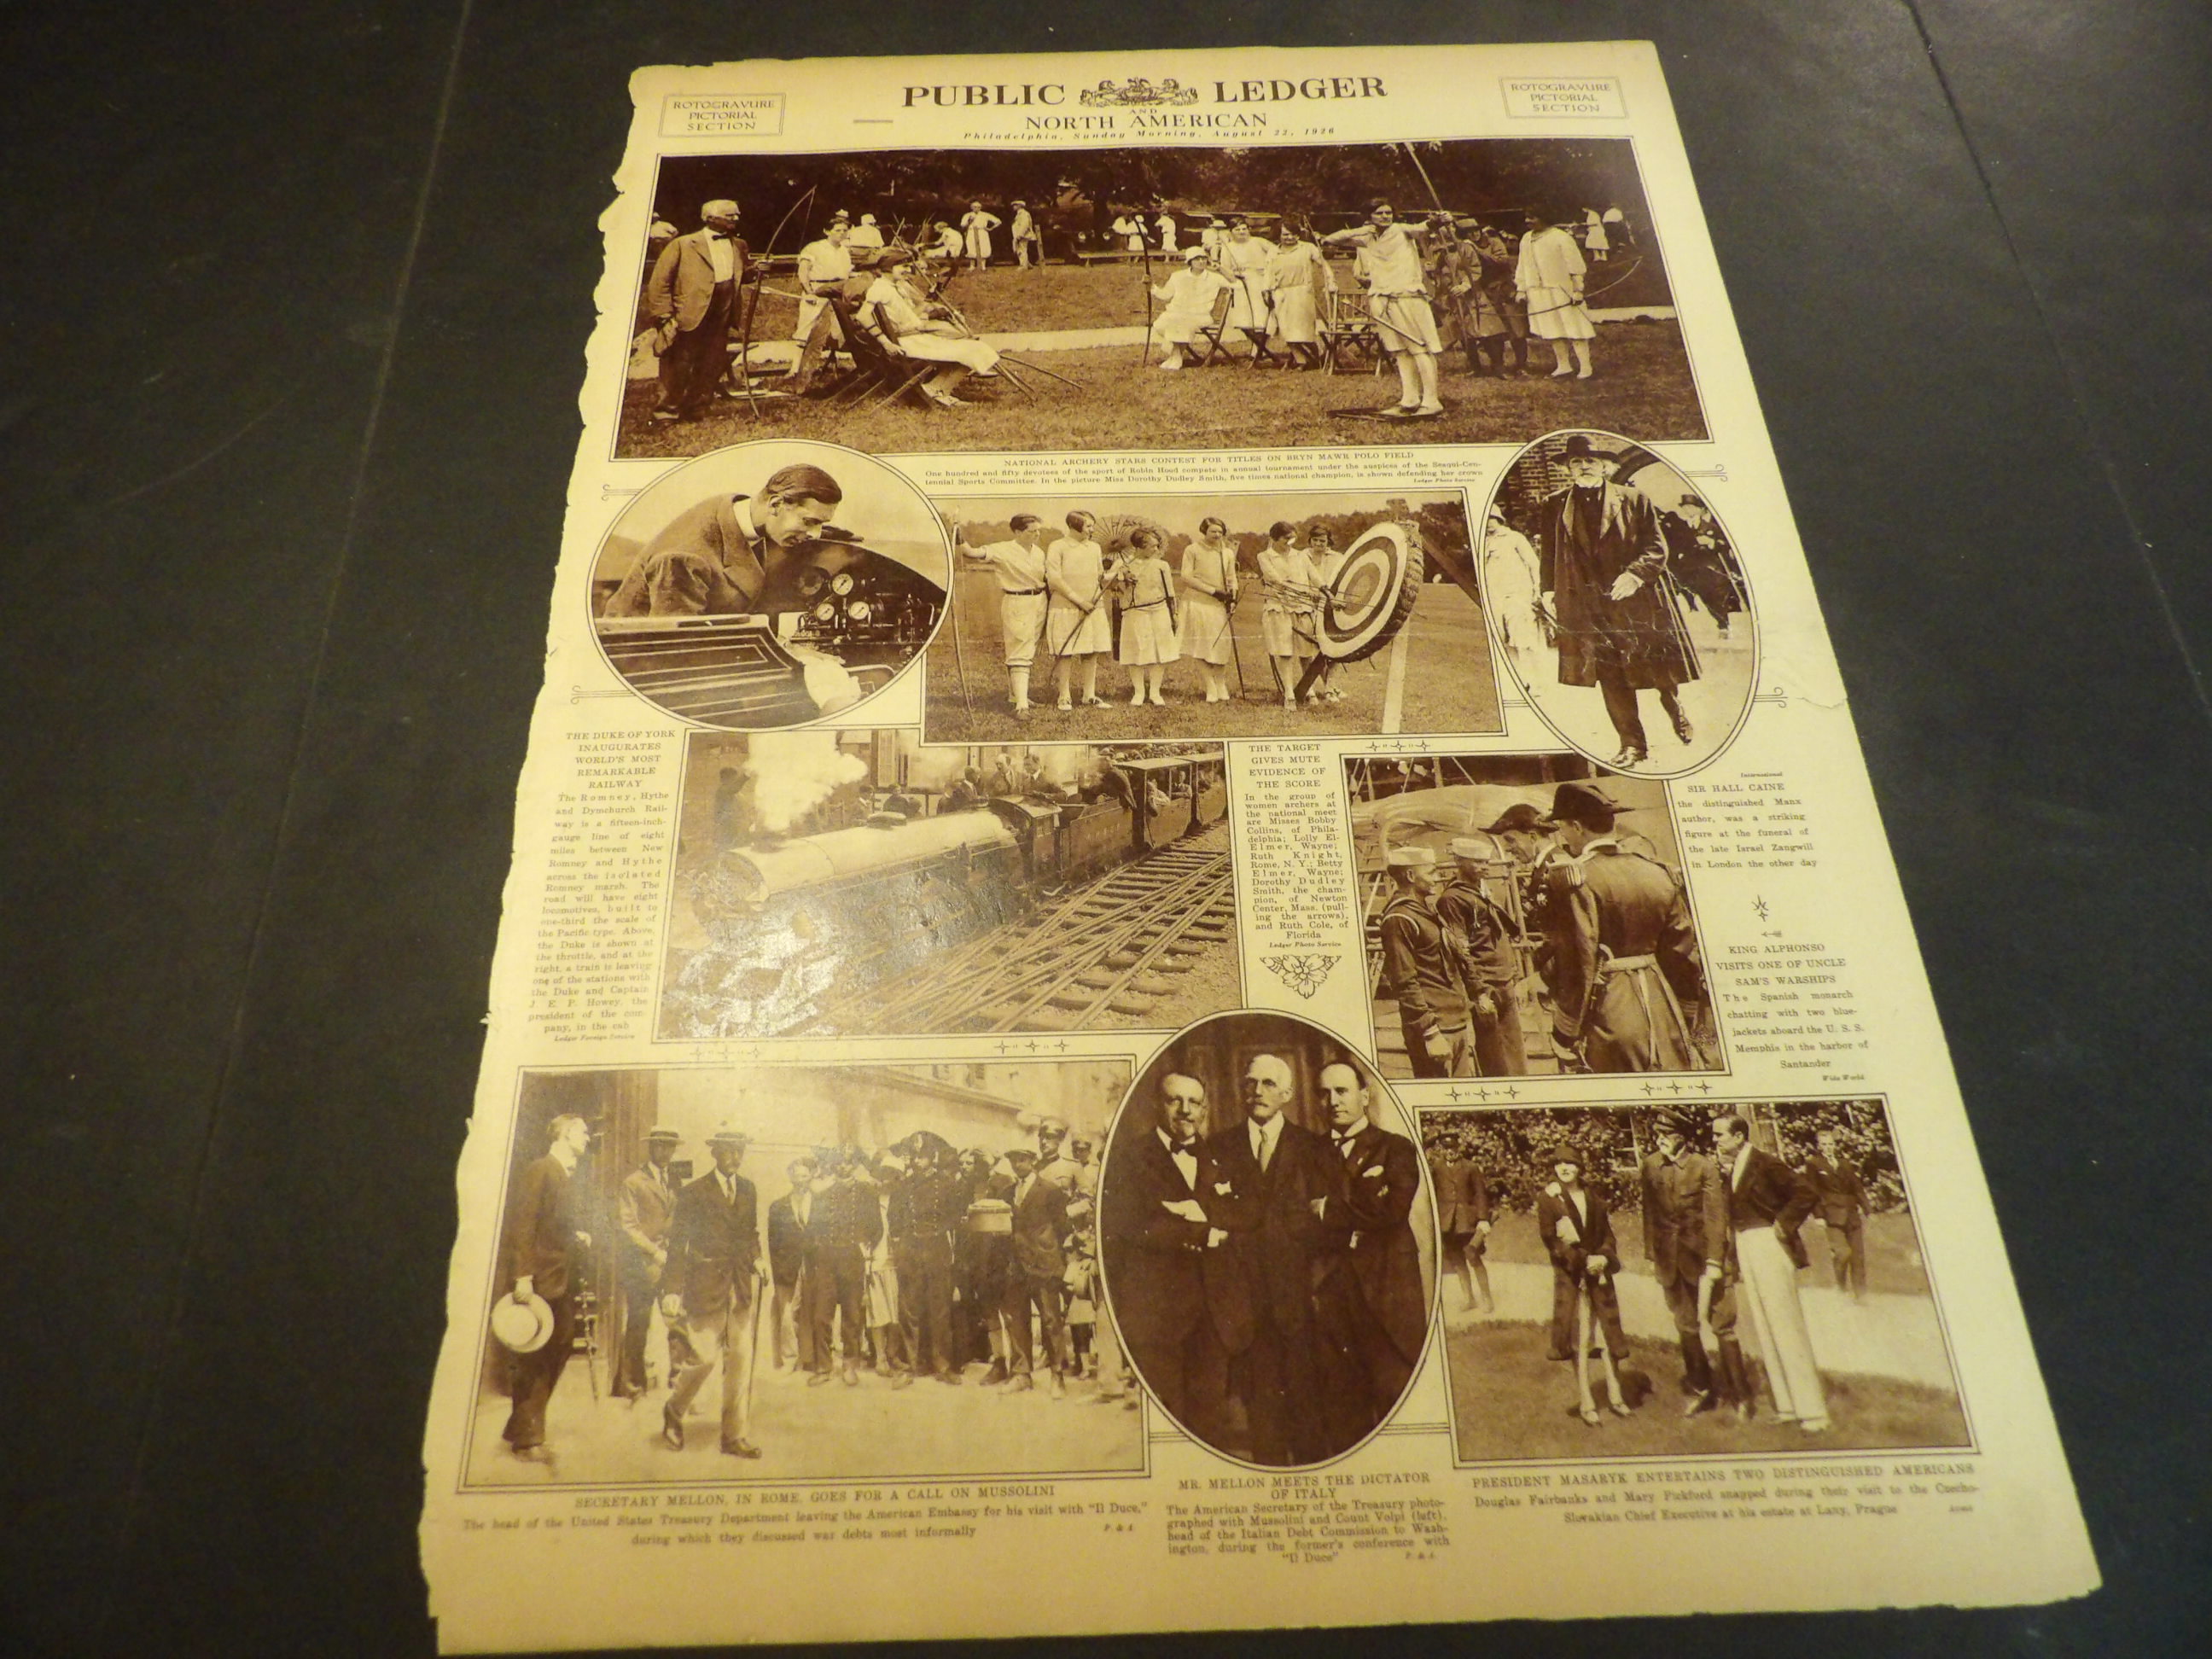 ROTOGRAVURE
PICTORIAL
SECTION
PUBLIC LEDGER
AND
NORTH AMERICAN
Philadelphia, Sunday Morning, August 22, 1926
ROTOGRAVURE
PICTORIAL
SECTION
NATIONAL ARCHERY STARS CONTEST FOR TITLES ON BRYN MAWR POLO FIELD
One hundred and fifty devotees of the sport of Robin Hood compete in annual tournament under the auspices of the Sesqui-Cen-
tennial Sports Committee. In the picture Miss Dorothy Dudley Smith, five times national champion, is shown defending her crown
Ledger Photo Service
THE DUKE OF YORK
INAUGURATES
WORLD'S MOST
REMARKABLE
RAILWAY
The Romney, Hythe
and Dymchurch Rail-
way is a fifteen-inch-
gauge line of eight
miles between New
Romney and Hythe
across the isolated
Romney marsh. The
road will have eight
locomotives, built to
one-third the scale of
the Pacific type. Above,
the Duke is shown at
the throttle, and at the
right, a train is leaving
one of the stations with
the Duke and Captain
J. E. P. Howey, the
president of the com-
pany, in the cab
Ledger Foreign Service
THE TARGET
GIVES MUTE
EVIDENCE OF
THE SCORE
In the group of
women archers at
the national meet
are Misses Bobby
Collins, of Phila-
delphia; Lolly El-
Elmer, Wayne;
Ruth Knight,
Rome, N. Y.; Betty
Elmer, Wayne;
Dorothy Dudley
Smith, the cham-
pion, of Newton
Center, Mass. (pull-
ing the arrows),
and Ruth Cole, of
Florida
Ledger Photo Service
International
SIR HALL CAINE
the distinguished Manx
author, was a striking
figure at the funeral of
the late Israel Zangwill
in London the other day
KING ALPHONSO
VISITS ONE OF UNCLE
SAM'S WARSHIPS
The Spanish monarch
chatting with two blue-
jackets aboard the U. S. S.
Memphis in the harbor of
Santander
Wide World
SECRETARY MELLON, IN ROME, GOES FOR A CALL ON MUSSOLINI
The head of the United States Treasury Department leaving the American Embassy for his visit with "Il Duce,"
during which they discussed war debts most informally
P. & A.
MR. MELLON MEETS THE DICTATOR
OF ITALY
The American Secretary of the Treasury photo-
graphed with Mussolini and Count Volpi (left),
head of the Italian Debt Commission to Wash-
ington, during the former's conference with
"Il Duce"
P. & A.
PRESIDENT MASARYK ENTERTAINS TWO DISTINGUISHED AMERICANS
Douglas Fairbanks and Mary Pickford snapped during their visit to the Czecho-
Slovakian Chief Executive at his estate at Lany, Prague